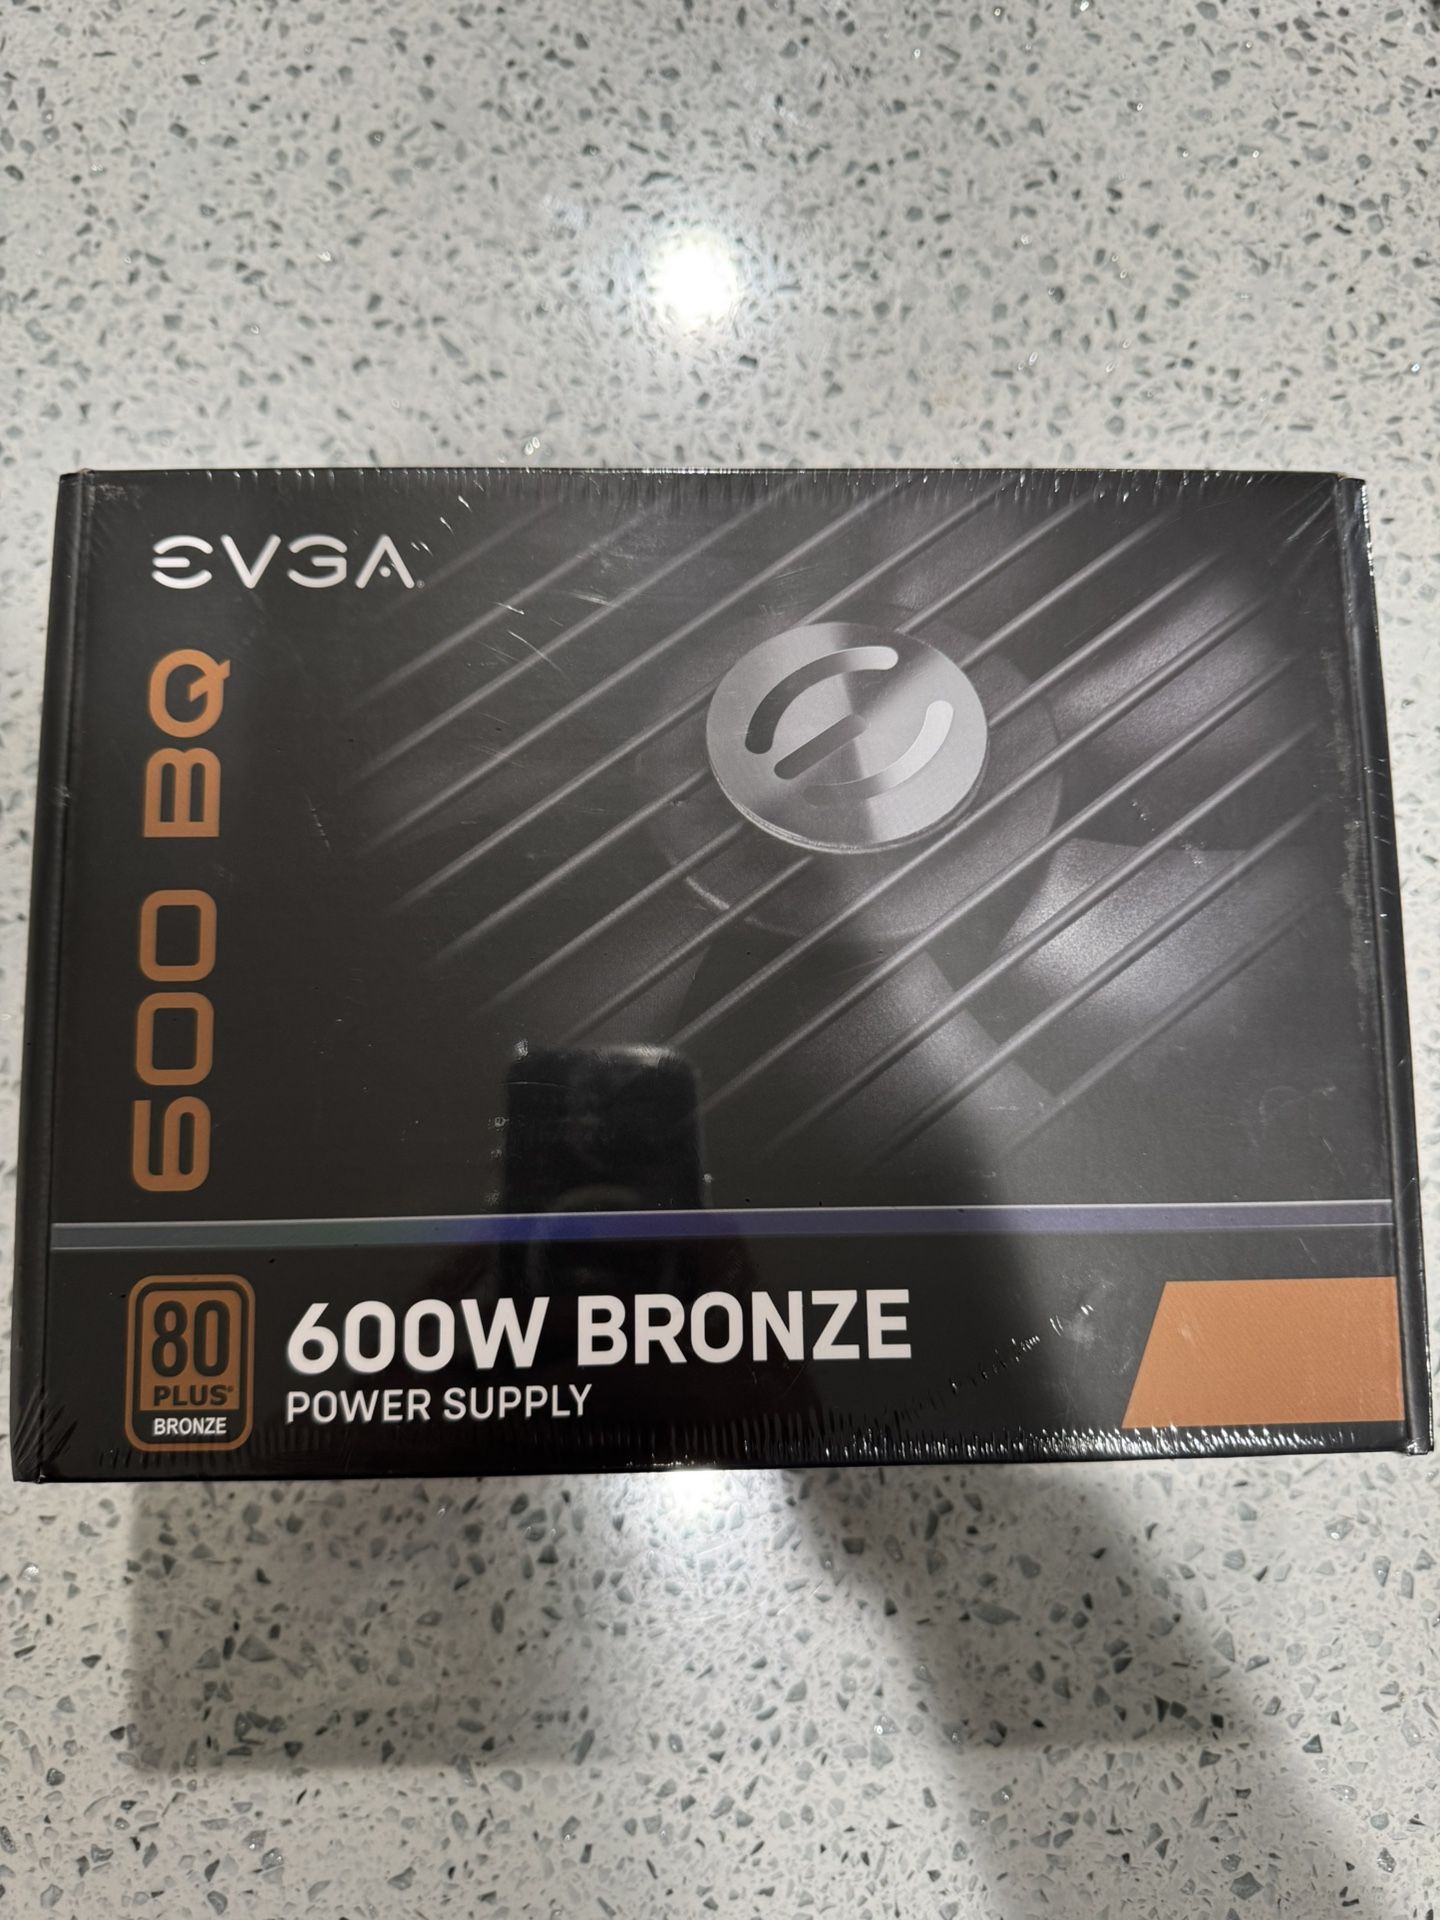 EVGA
600 BQ
80
PLUS
BRONZE
600W BRONZE
POWER SUPPLY